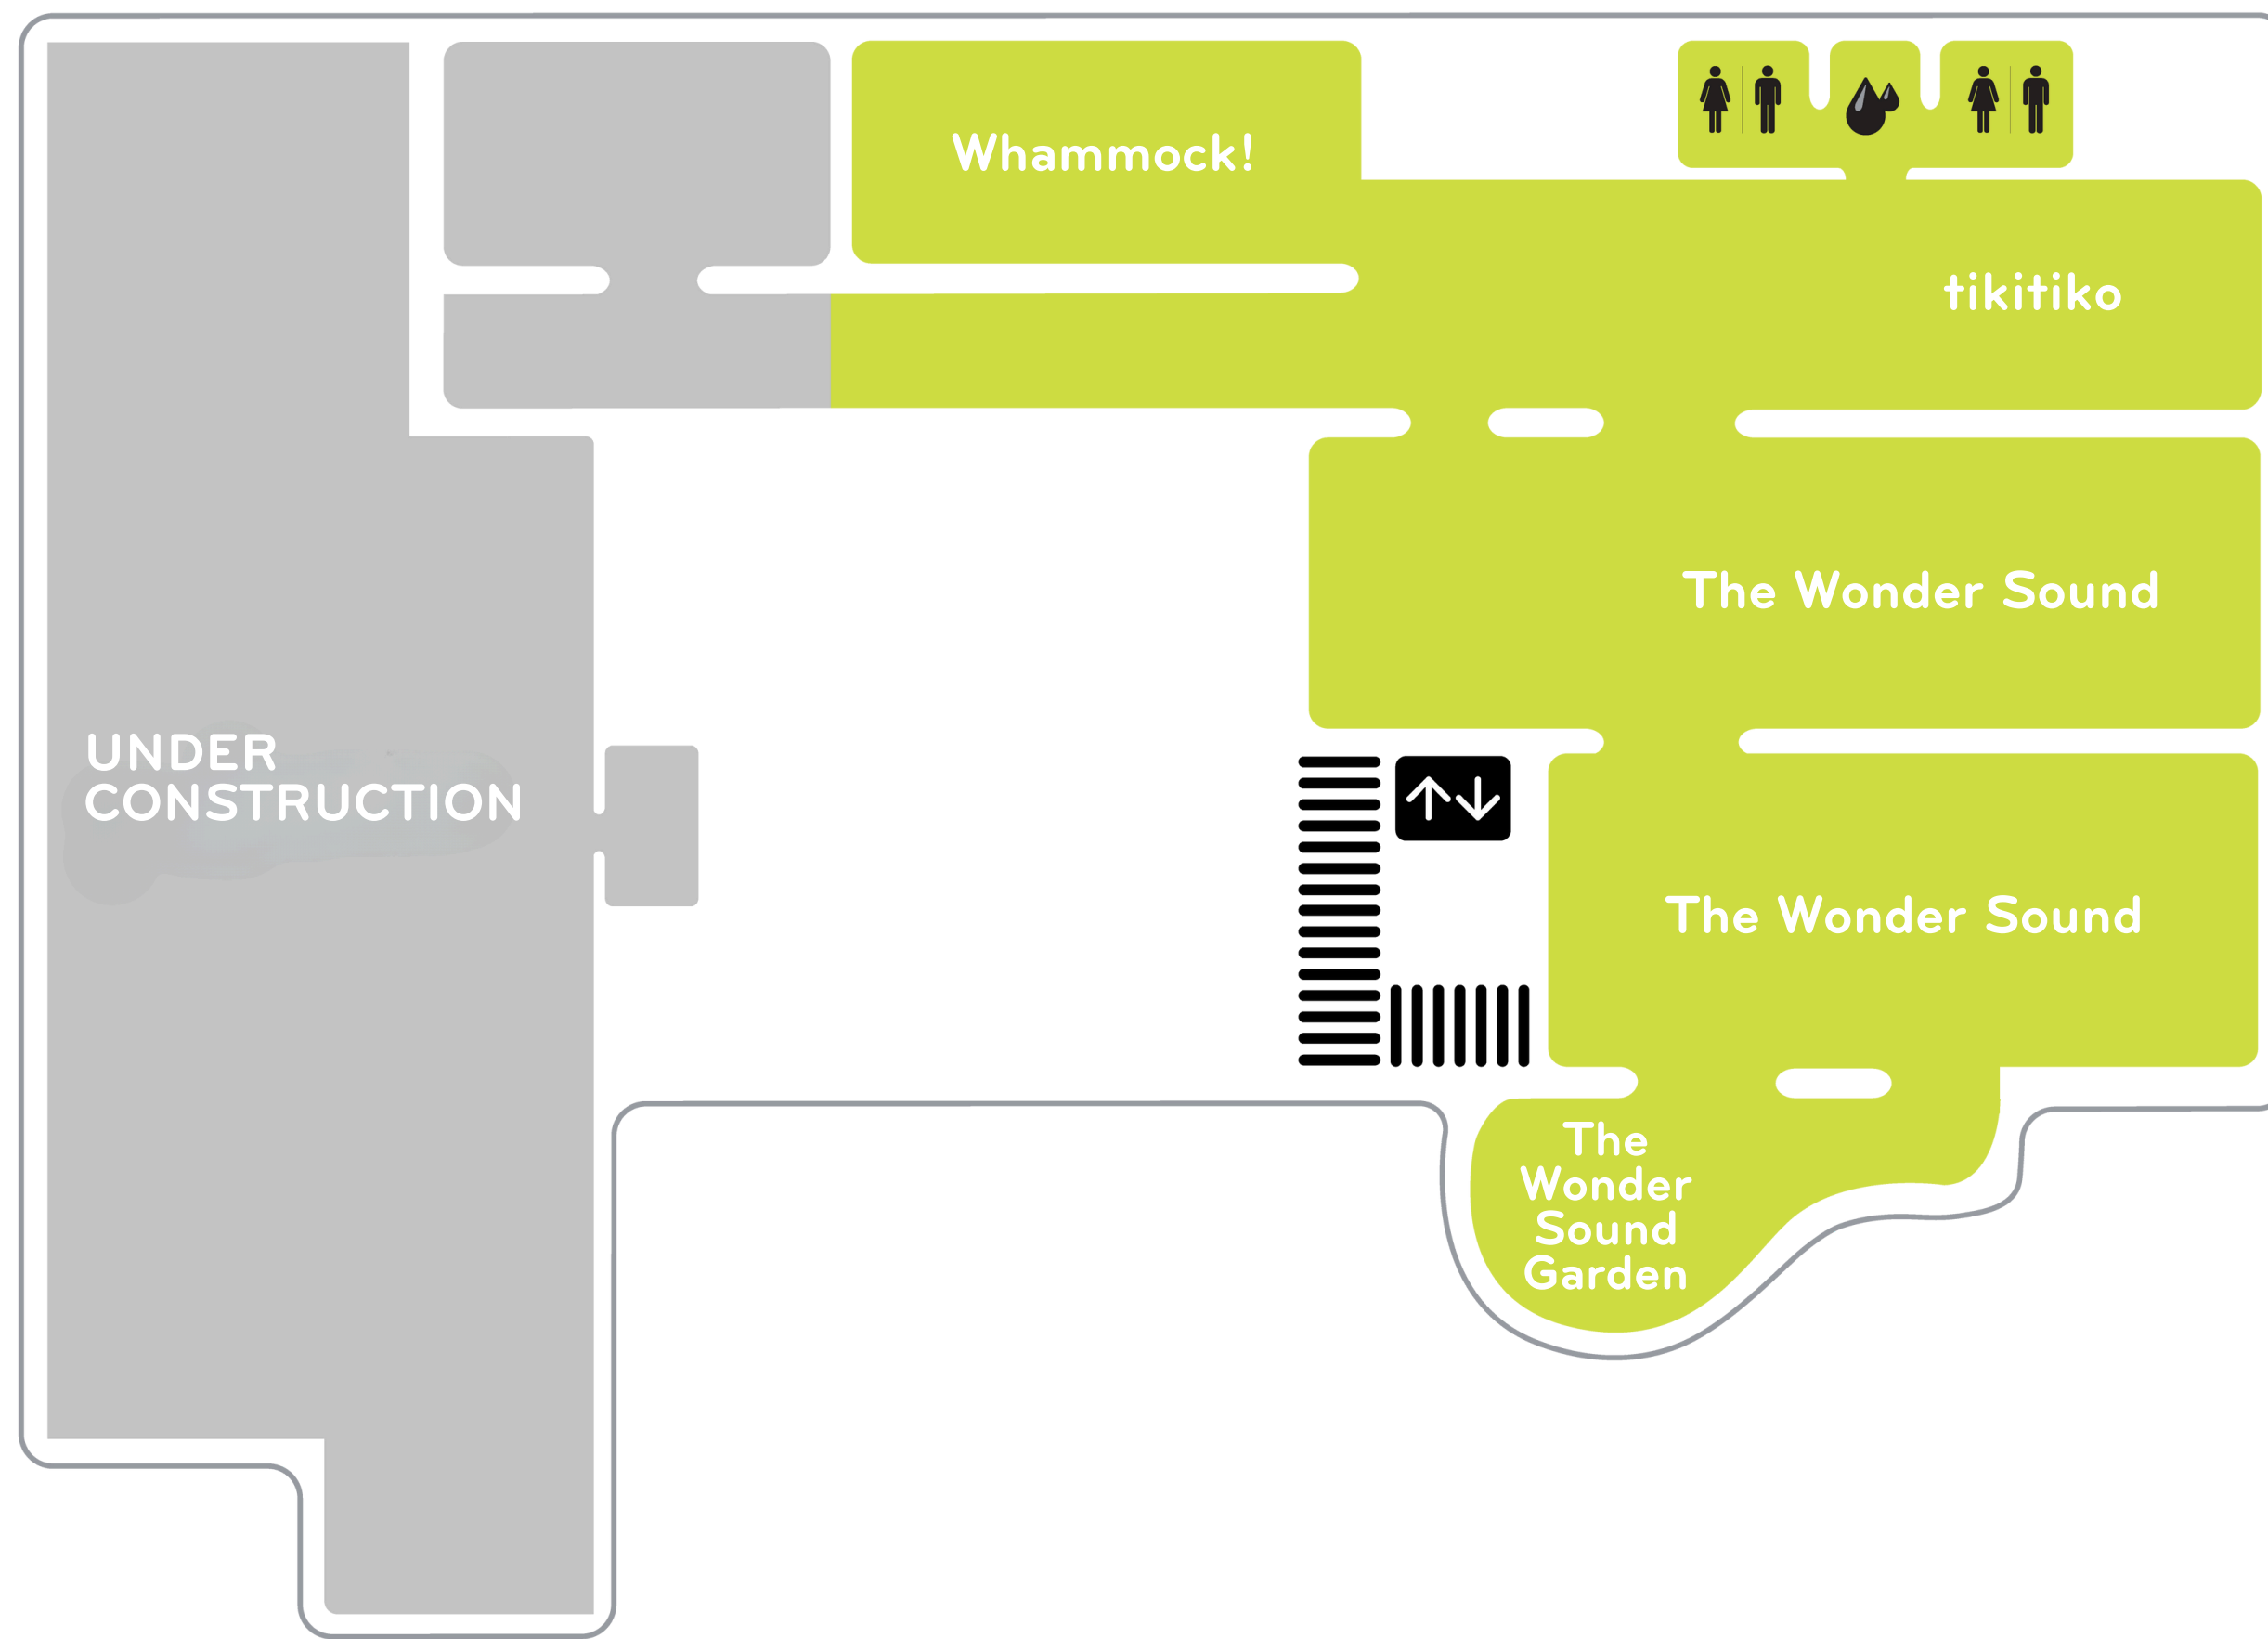 Whammock!
tikitiko
The Wonder Sound
UNDER
CONSTRUCTION
The Wonder Sound
The
Wonder
Sound
Garden